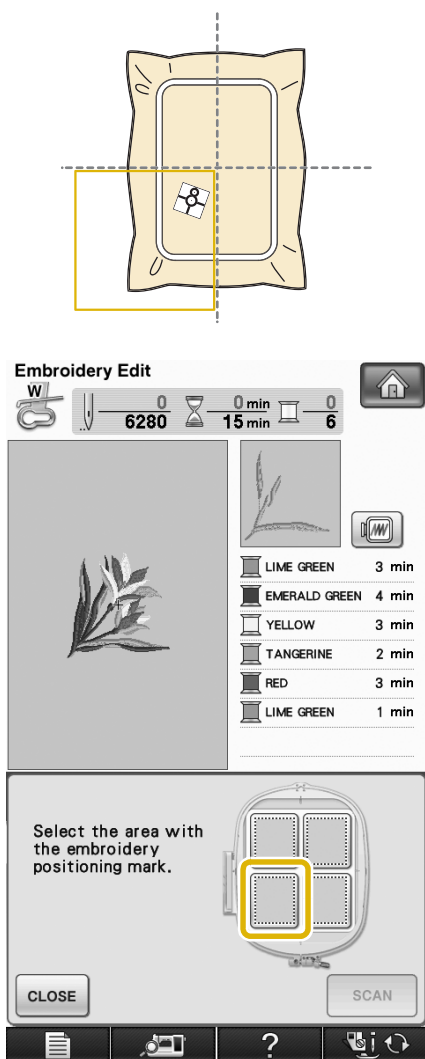 Embroidery Edit
W
0 0 min 0
6280 15 min 6
LIME GREEN 3 min
EMERALD GREEN 4 min
YELLOW 3 min
TANGERINE 2 min
RED 3 min
LIME GREEN 1 min
Select the area with
the embroidery
positioning mark.
CLOSE SCAN
?